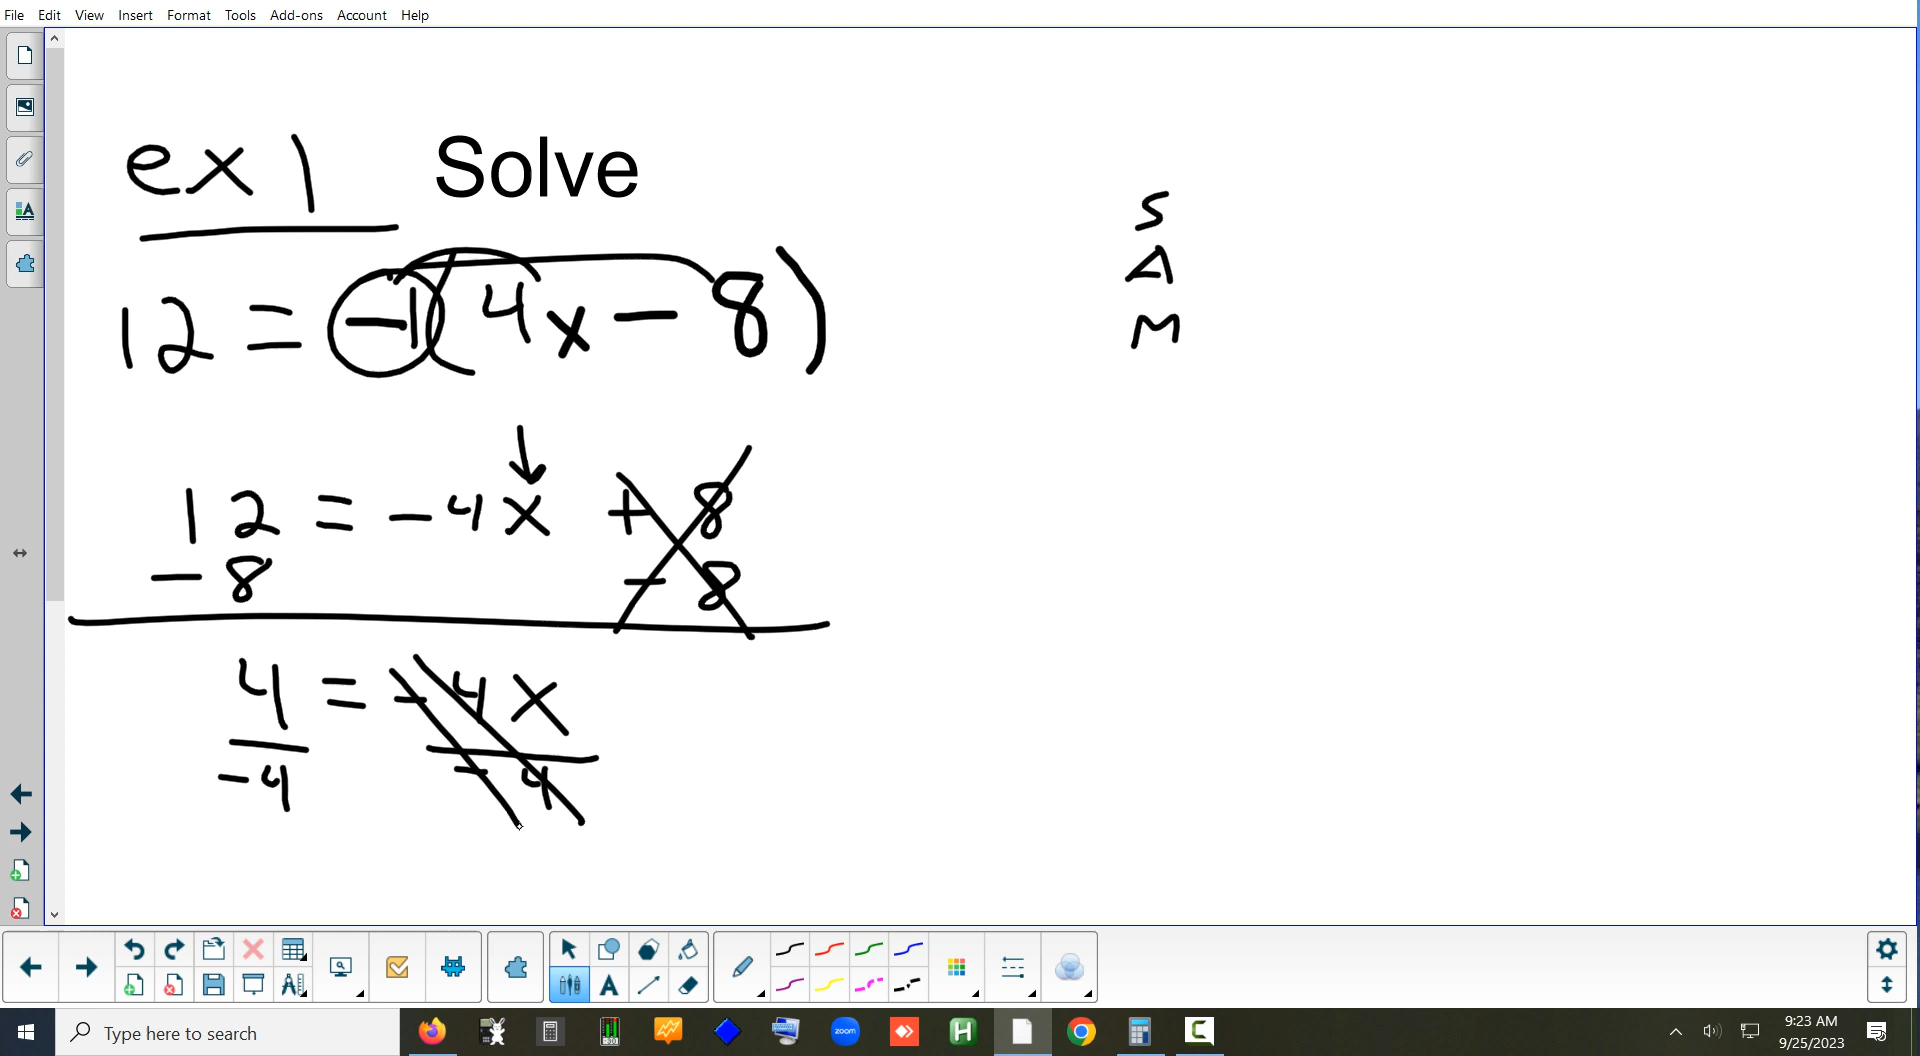 File Edit View Insert Format Tools Add-ons Account Help
ex 1 Solve
12 = -1(4x - 8)
12 = -4x + 8
- 8 - 8
4 = -4x
-4 -4
S
A
M
Type here to search
zoom
9:23 AM
9/25/2023